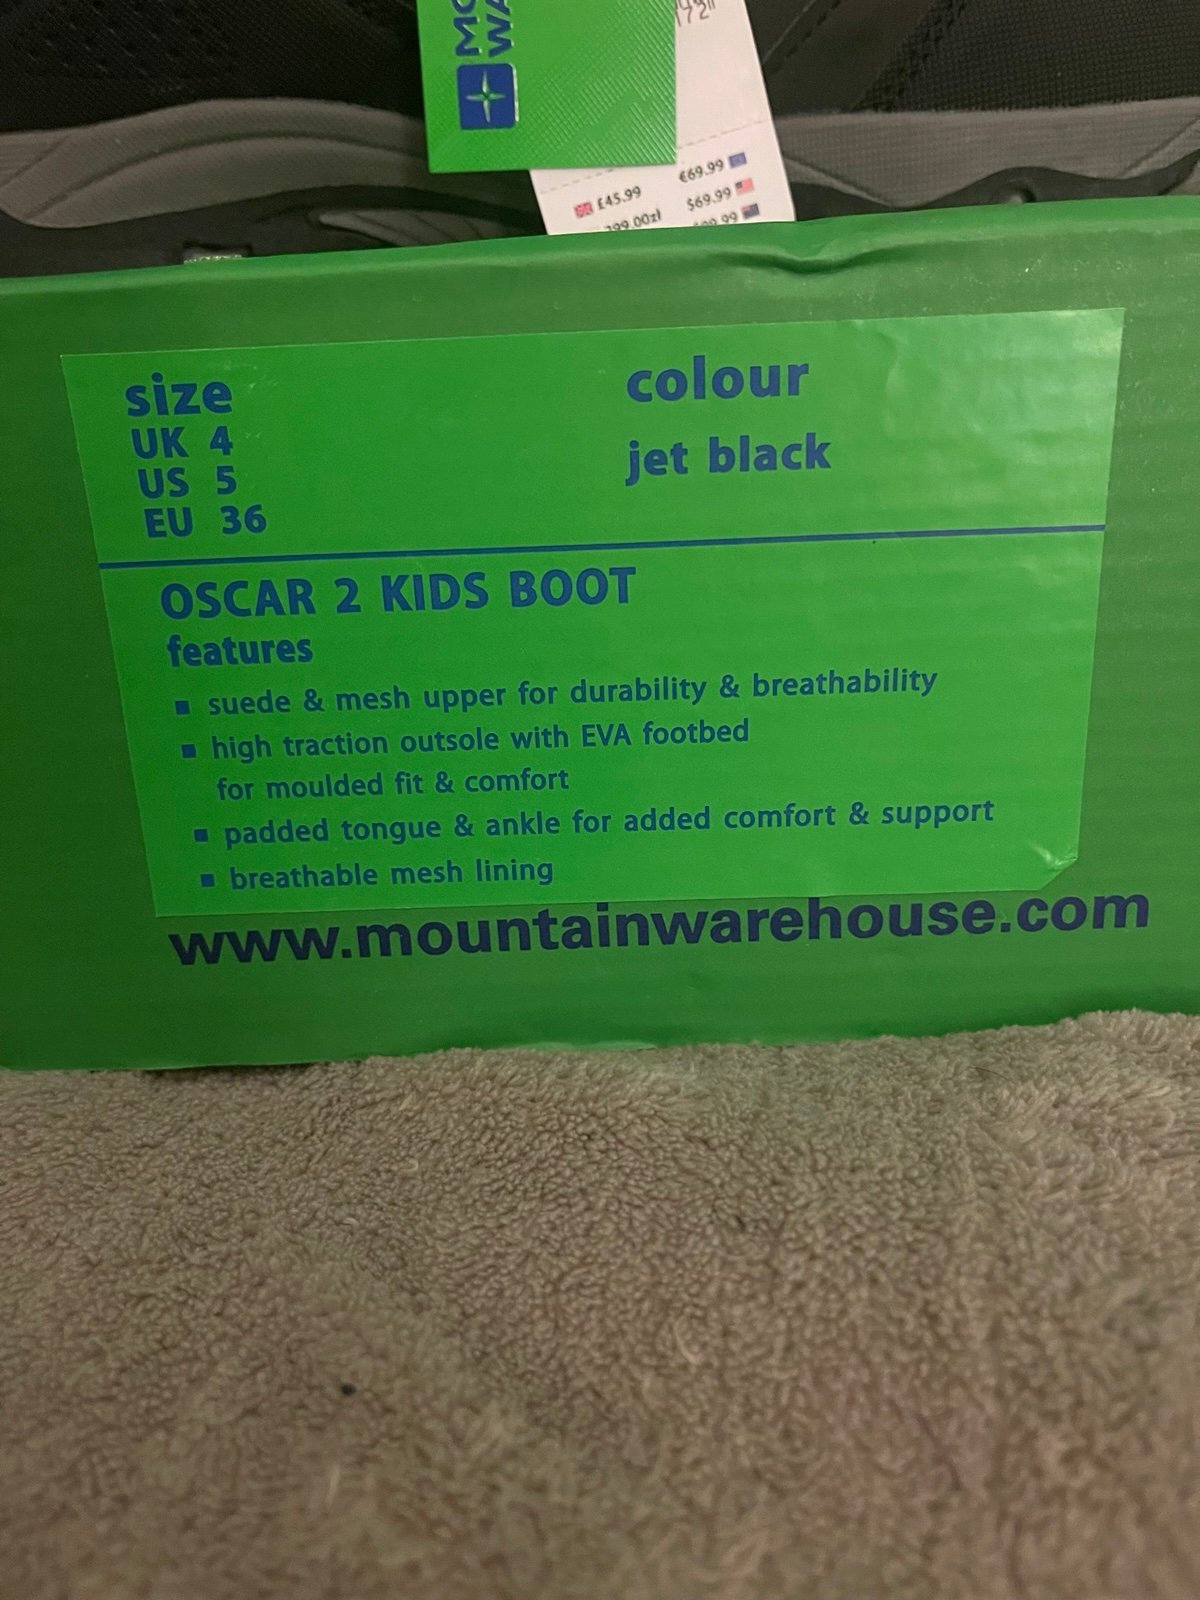 £45.99
€69.99
$69.99
size
UK 4
US 5
EU 36
colour
jet black
OSCAR 2 KIDS BOOT
features
▪ suede & mesh upper for durability & breathability
▪ high traction outsole with EVA footbed
for moulded fit & comfort
▪ padded tongue & ankle for added comfort & support
▪ breathable mesh lining
www.mountainwarehouse.com